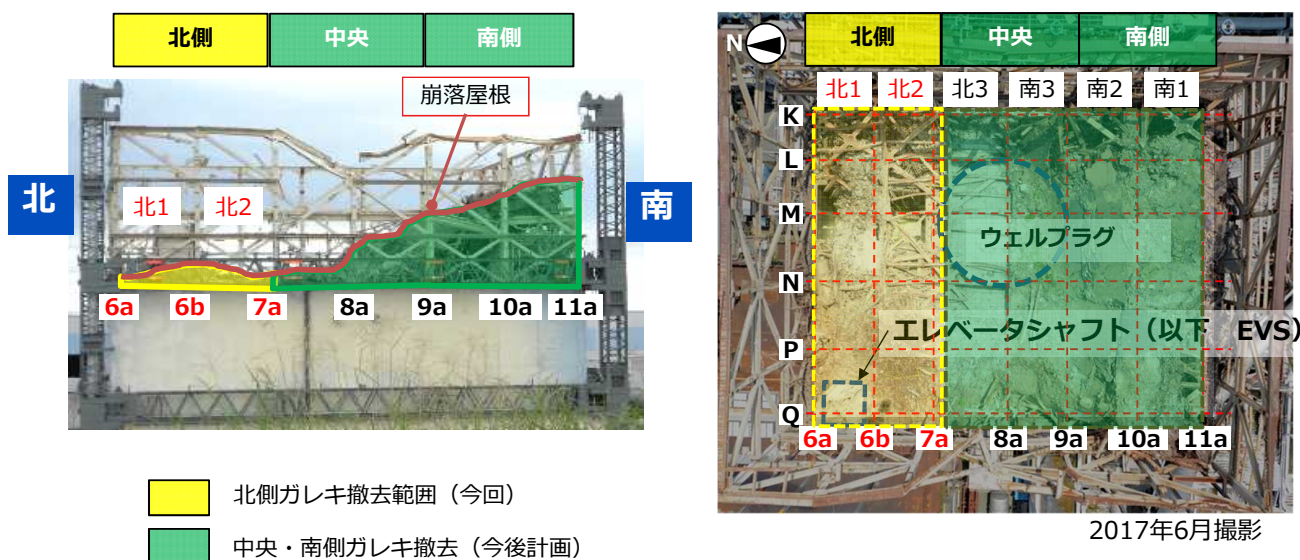 北側
中央
南側
崩落屋根
北
南
北1
北2
6a
6b
7a
8a
9a
10a
11a
北側ガレキ撤去範囲（今回）
中央・南側ガレキ撤去（今後計画）
N
北側
中央
南側
北1
北2
北3
南3
南2
南1
K
L
M
N
P
Q
ウェルプラグ
エレベータシャフト（以下 EVS）
6a
6b
7a
8a
9a
10a
11a
2017年6月撮影